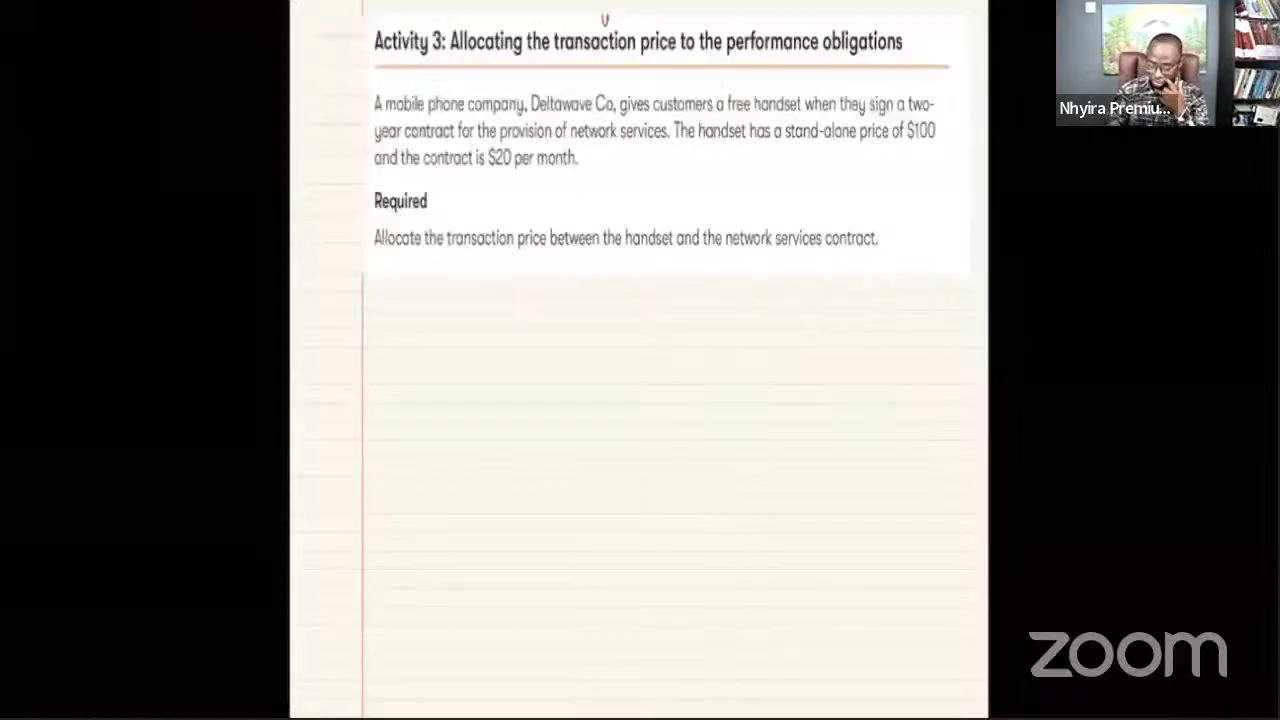 Activity 3: Allocating the transaction price to the performance obligations
A mobile phone company, Deltawave Co, gives customers a free handset when they sign a two-
year contract for the provision of network services. The handset has a stand-alone price of $100
and the contract is $20 per month.
Required
Allocate the transaction price between the handset and the network services contract.
Nhyira Premiu...
zoom